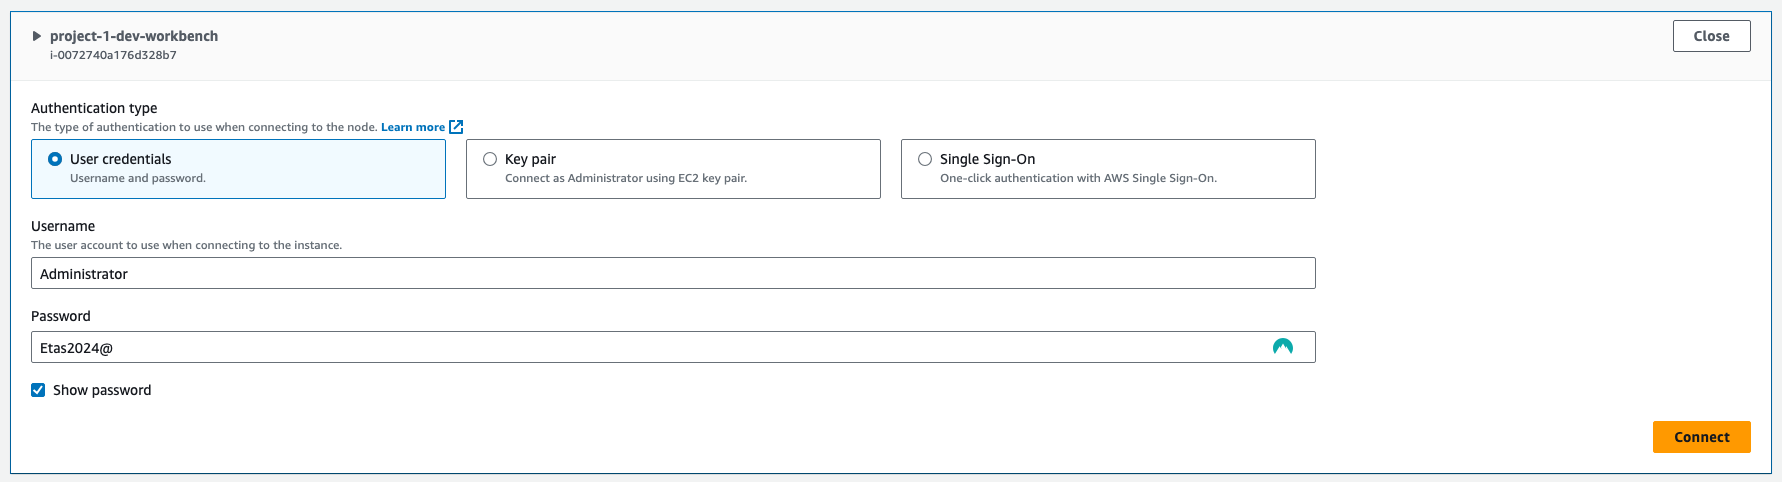 project-1-dev-workbench
Close
i-0072740a176d328b7
Authentication type
The type of authentication to use when connecting to the node. Learn more
User credentials
Username and password.
Key pair
Connect as Administrator using EC2 key pair.
Single Sign-On
One-click authentication with AWS Single Sign-On.
Username
The user account to use when connecting to the instance.
Administrator
Password
Etas2024@
Show password
Connect